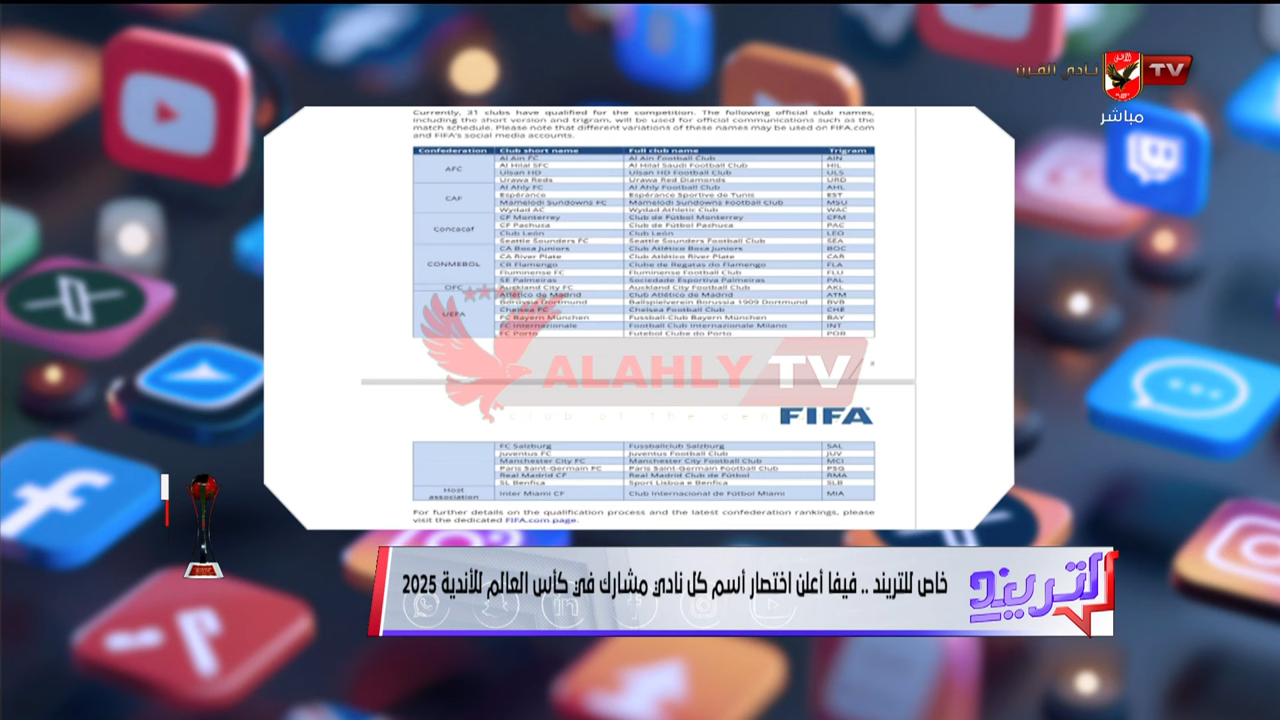 نادي القرن
TV
مباشر
Currently, 31 clubs have qualified for the competition. The following official club names,
including the short version and trigram, will be used for official communications such as the
match schedule. Please note that different variations of these names may be used on FIFA.com
and FIFA's social media accounts.
Confederation Club short name Full club name Trigram
AFC
Al Ain FC Al Ain Football Club AIN
Al Hilal SFC Al Hilal Saudi Football Club HIL
Ulsan HD Ulsan HD Football Club ULS
Urawa Reds Urawa Red Diamonds URD
CAF
Al Ahly FC Al Ahly Football Club AHL
Espérance Espérance Sportive de Tunis EST
Mamelodi Sundowns FC Mamelodi Sundowns Football Club MSU
Wydad AC Wydad Athletic Club WAC
Concacaf
CF Monterrey Club de Fútbol Monterrey CFM
CF Pachuca Club de Fútbol Pachuca PAC
Club León Club León LEO
Seattle Sounders FC Seattle Sounders Football Club SEA
CONMEBOL
CA Boca Juniors Club Atlético Boca Juniors BOC
CA River Plate Club Atlético River Plate CAR
CR Flamengo Clube de Regatas do Flamengo FLA
Fluminense FC Fluminense Football Club FLU
SE Palmeiras Sociedade Esportiva Palmeiras PAL
OFC Auckland City FC Auckland City Football Club AKL
UEFA
Atlético de Madrid Club Atlético de Madrid ATM
Borussia Dortmund Ballspielverein Borussia 1909 Dortmund BVB
Chelsea FC Chelsea Football Club CHE
FC Bayern München Fussball-Club Bayern München BAY
FC Internazionale Football Club Internazionale Milano INT
FC Porto Futebol Clube do Porto POR
ALAHLY TV
club of the cen
FIFA
FC Salzburg Fussballclub Salzburg SAL
Juventus FC Juventus Football Club JUV
Manchester City FC Manchester City Football Club MCI
Paris Saint-Germain FC Paris Saint-Germain Football Club PSG
Real Madrid CF Real Madrid Club de Fútbol RMA
SL Benfica Sport Lisboa e Benfica SLB
Host association Inter Miami CF Club Internacional de Fútbol Miami MIA
For further details on the qualification process and the latest confederation rankings, please
visit the dedicated FIFA.com page.
خاص للتريند .. فيفا أعلن اختصار أسم كل نادي مشارك في كأس العالم للأندية 2025
التريند